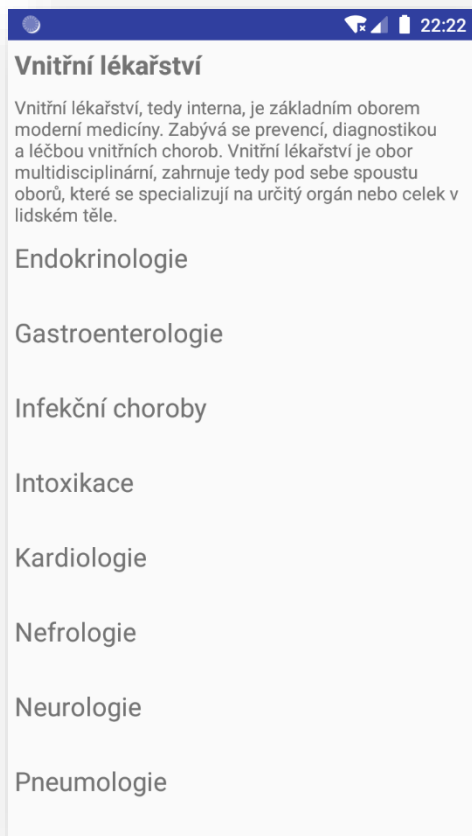 22:22
Vnitřní lékařství
Vnitřní lékařství, tedy interna, je základním oborem
moderní medicíny. Zabývá se prevencí, diagnostikou
a léčbou vnitřních chorob. Vnitřní lékařství je obor
multidisciplinární, zahrnuje tedy pod sebe spoustu
oborů, které se specializují na určitý orgán nebo celek v
lidském těle.
Endokrinologie
Gastroenterologie
Infekční choroby
Intoxikace
Kardiologie
Nefrologie
Neurologie
Pneumologie